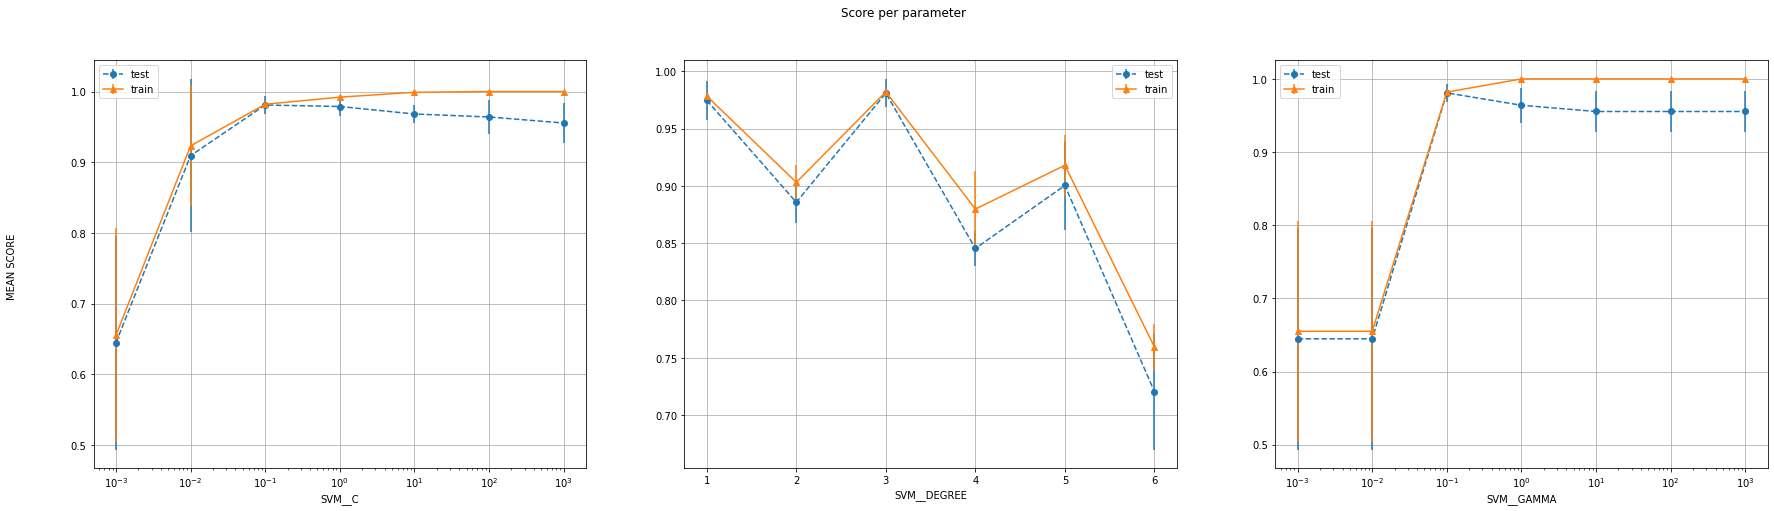 Score per parameter
MEAN SCORE
test
train
1.0
0.9
0.8
0.7
0.6
0.5
10⁻³ 10⁻² 10⁻¹ 10⁰ 10¹ 10² 10³
SVM__C
test
train
1.00
0.95
0.90
0.85
0.80
0.75
0.70
1 2 3 4 5 6
SVM__DEGREE
test
train
1.0
0.9
0.8
0.7
0.6
0.5
10⁻³ 10⁻² 10⁻¹ 10⁰ 10¹ 10² 10³
SVM__GAMMA